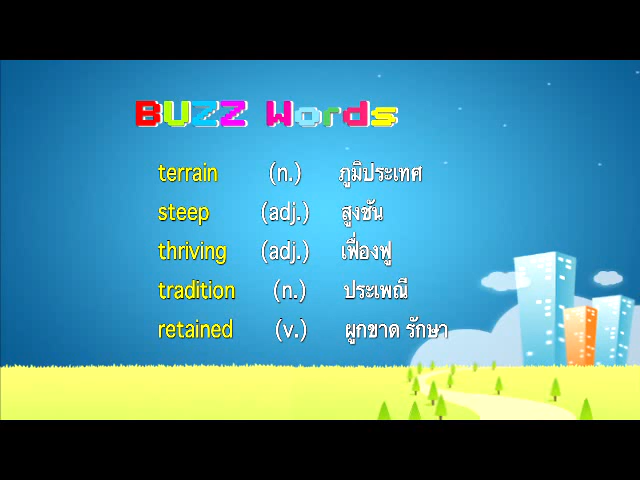 BUZZ Words
terrain (n.) ภูมิประเทศ
steep (adj.) สูงชัน
thriving (adj.) เฟื่องฟู
tradition (n.) ประเพณี
retained (v.) ผูกขาด รักษา